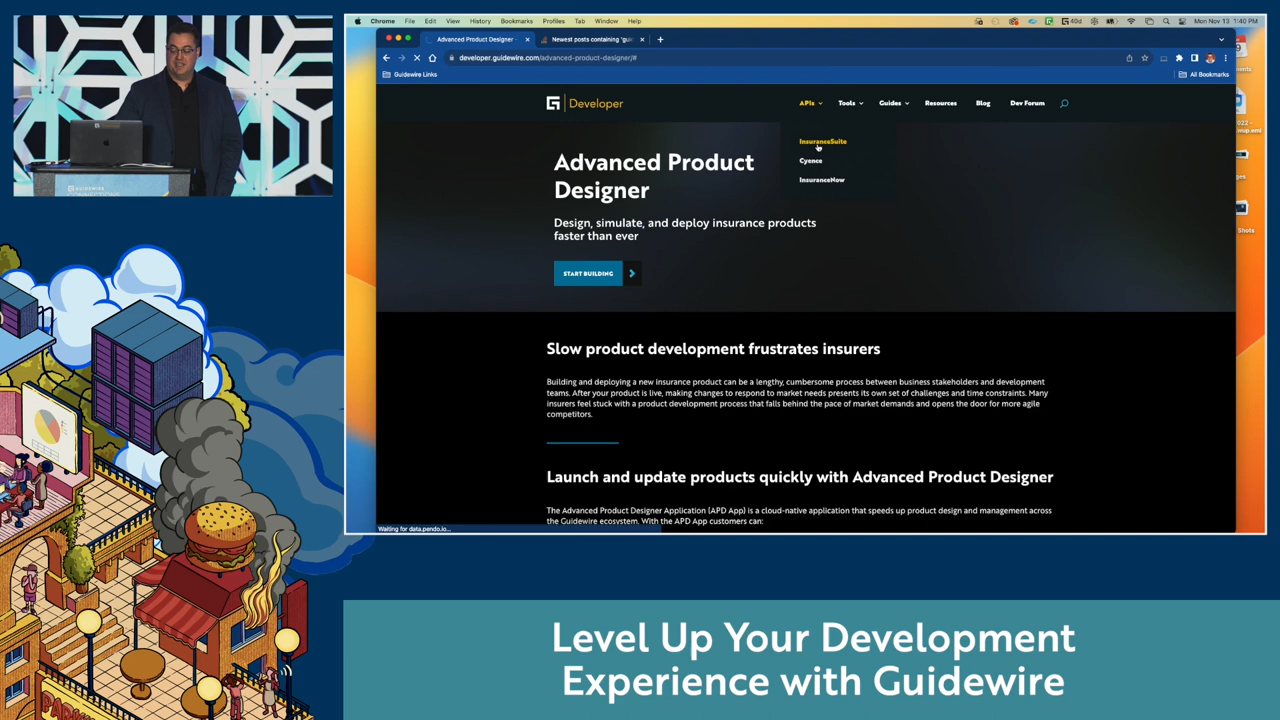 Chrome File Edit View History Bookmarks Profiles Tab Window Help
40d Mon Nov 13 1:40 PM
Advanced Product Designer
Newest posts containing 'guid
developer.guidewire.com/advanced-product-designer/#
Guidewire Links
All Bookmarks
G | Developer
APIs Tools Guides Resources Blog Dev Forum
InsuranceSuite
Cyence
InsuranceNow
Advanced Product
Designer
Design, simulate, and deploy insurance products
faster than ever
START BUILDING
Slow product development frustrates insurers
Building and deploying a new insurance product can be a lengthy, cumbersome process between business stakeholders and development
teams. After your product is live, making changes to respond to market needs presents its own set of challenges and time constraints. Many
insurers feel stuck with a product development process that falls behind the pace of market demands and opens the door for more agile
competitors.
Launch and update products quickly with Advanced Product Designer
The Advanced Product Designer Application (APD App) is a cloud-native application that speeds up product design and management across
the Guidewire ecosystem. With the APD App customers can:
Waiting for data.pendo.io...
GUIDEWIRE
CONNECTIONS
Level Up Your Development
Experience with Guidewire